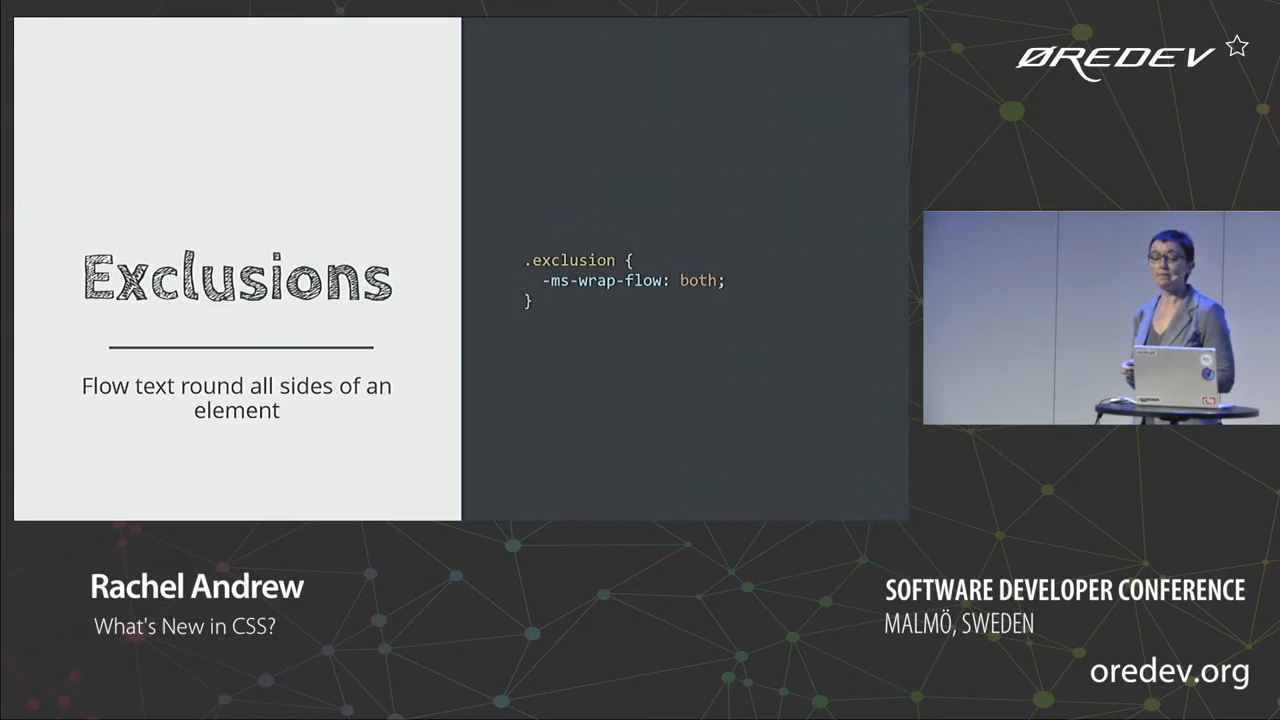 ØREDEV
Exclusions
Flow text round all sides of an
element
.exclusion {
-ms-wrap-flow: both;
}
Rachel Andrew
What's New in CSS?
SOFTWARE DEVELOPER CONFERENCE
MALMÖ, SWEDEN
oredev.org